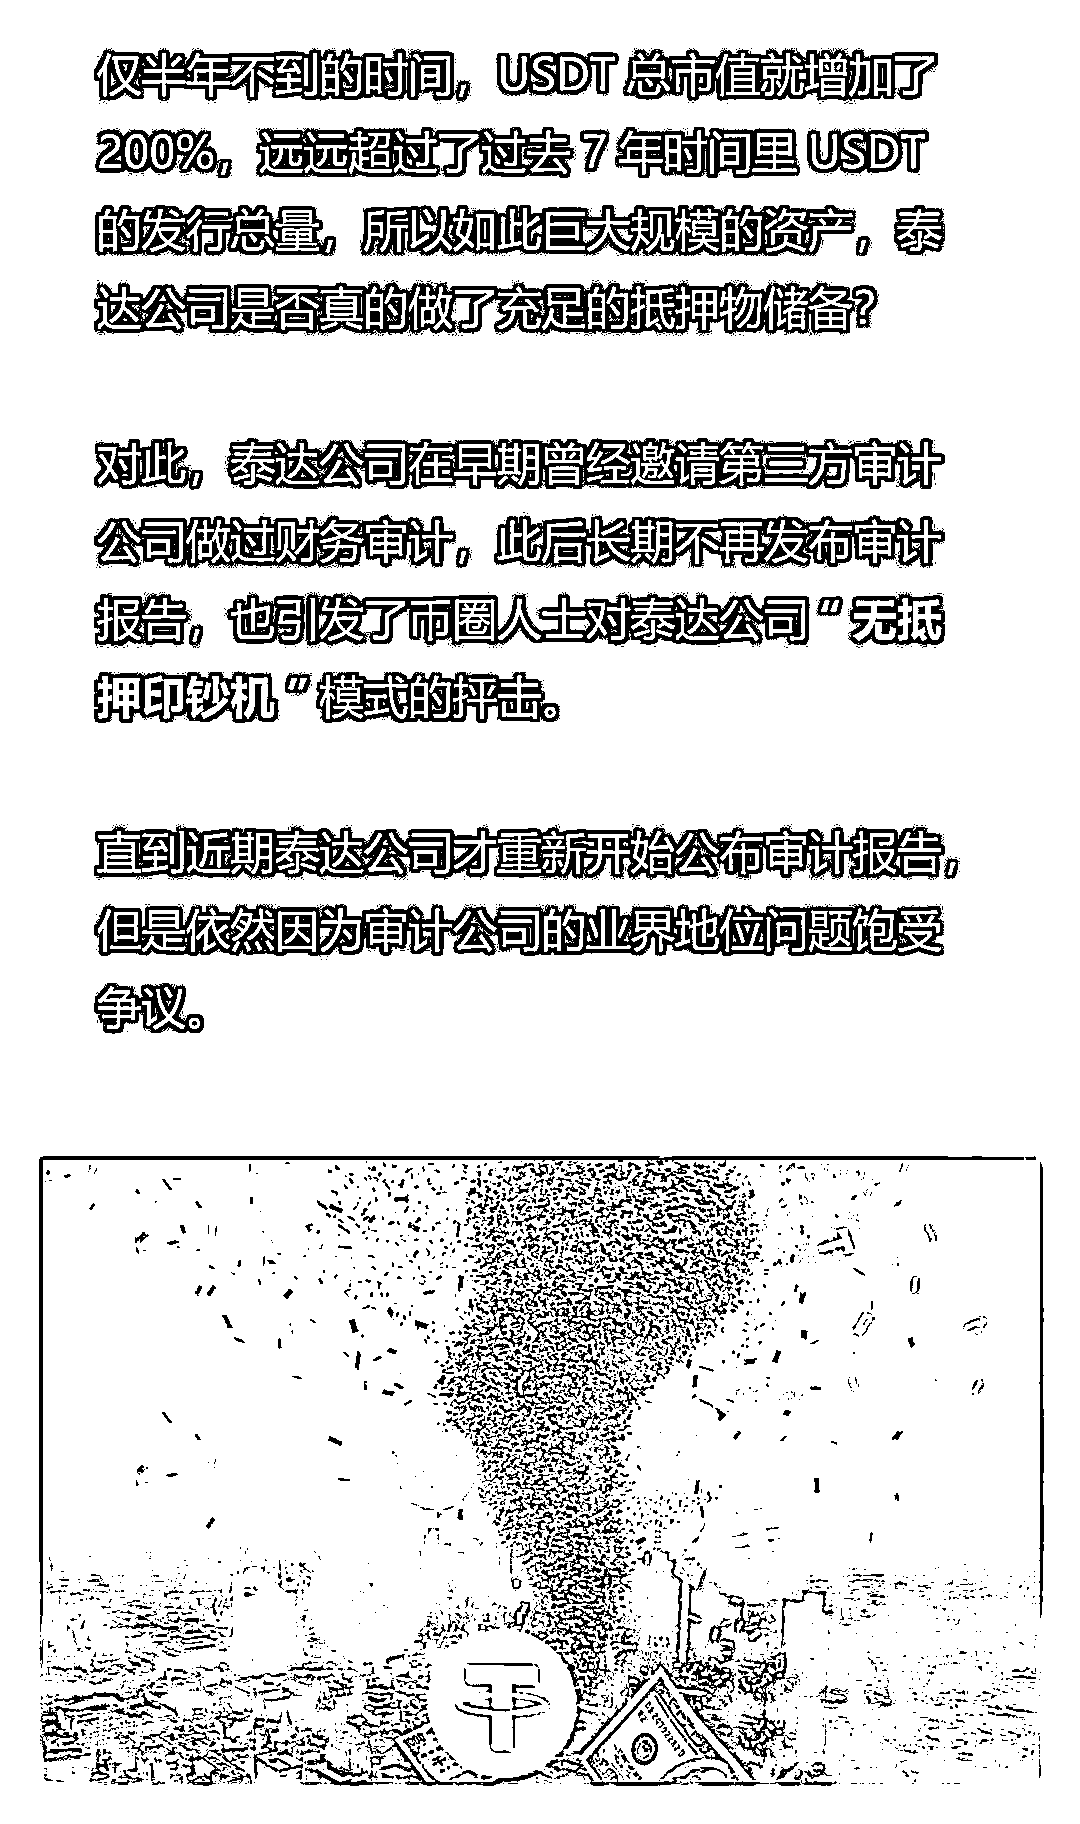 仅半年不到的时间，USDT 总市值就增加了
200%，远远超过了过去 7 年时间里 USDT
的发行总量，所以如此巨大规模的资产，泰
达公司是否真的做了充足的抵押物储备？
对此，泰达公司在早期曾经邀请第三方审计
公司做过财务审计，此后长期不再发布审计
报告，也引发了币圈人士对泰达公司“无抵
押印钞机”模式的抨击。
直到近期泰达公司才重新开始公布审计报告，
但是依然因为审计公司的业界地位问题饱受
争议。